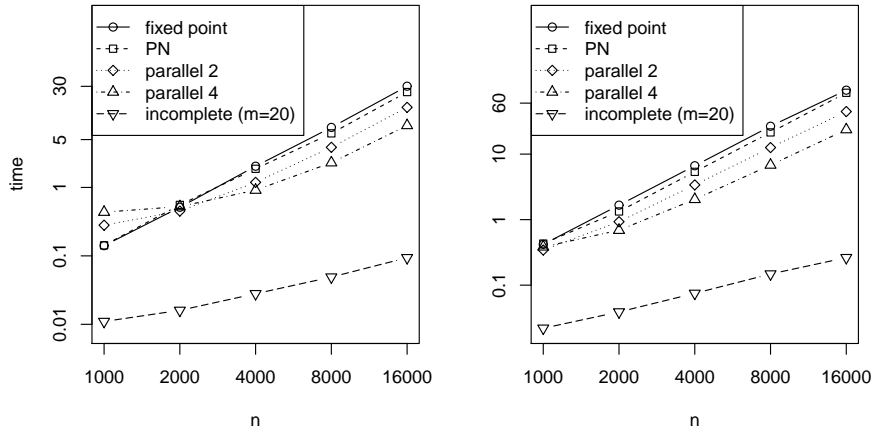 fixed point
PN
parallel 2
parallel 4
incomplete (m=20)
time
30
5
1
0.1
0.01
1000 2000 4000 8000 16000
n
fixed point
PN
parallel 2
parallel 4
incomplete (m=20)
60
10
1
0.1
1000 2000 4000 8000 16000
n